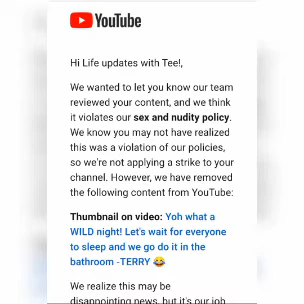 YouTube
Hi Life updates with Tee!,
We wanted to let you know our team
reviewed your content, and we think
it violates our sex and nudity policy.
We know you may not have realized
this was a violation of our policies,
so we're not applying a strike to your
channel. However, we have removed
the following content from YouTube:
Thumbnail on video: Yoh what a
WILD night! Let's wait for everyone
to sleep and we go do it in the
bathroom -TERRY 😂
We realize this may be
disappointing news, but it's our job